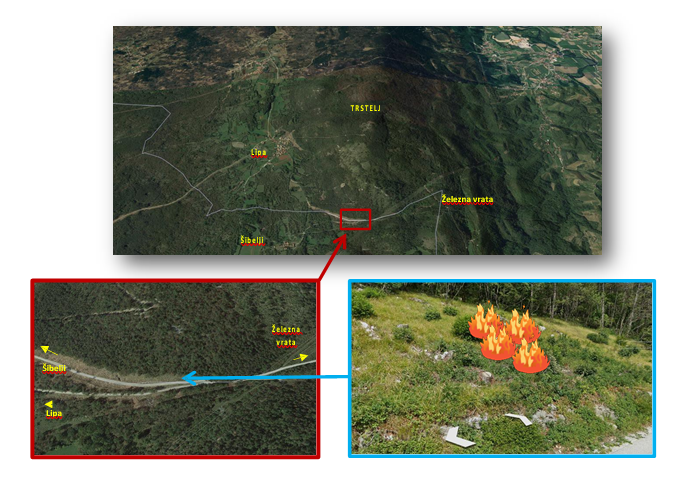 TRSTELJ
Lipa
Železna vrata
Šibelji
Železna
vrata
Šibelji
Lipa